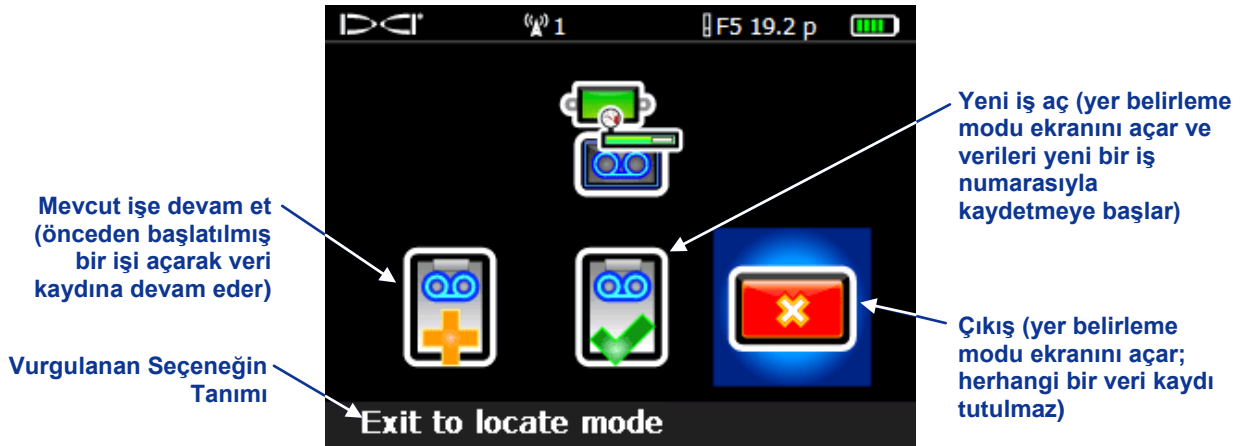 DCI
1
F5 19.2 p
Yeni iş aç (yer belirleme
modu ekranını açar ve
verileri yeni bir iş
numarasıyla
kaydetmeye başlar)
Mevcut işe devam et
(önceden başlatılmış
bir işi açarak veri
kaydına devam eder)
Çıkış (yer belirleme
modu ekranını açar;
herhangi bir veri kaydı
tutulmaz)
Vurgulanan Seçeneğin
Tanımı
Exit to locate mode